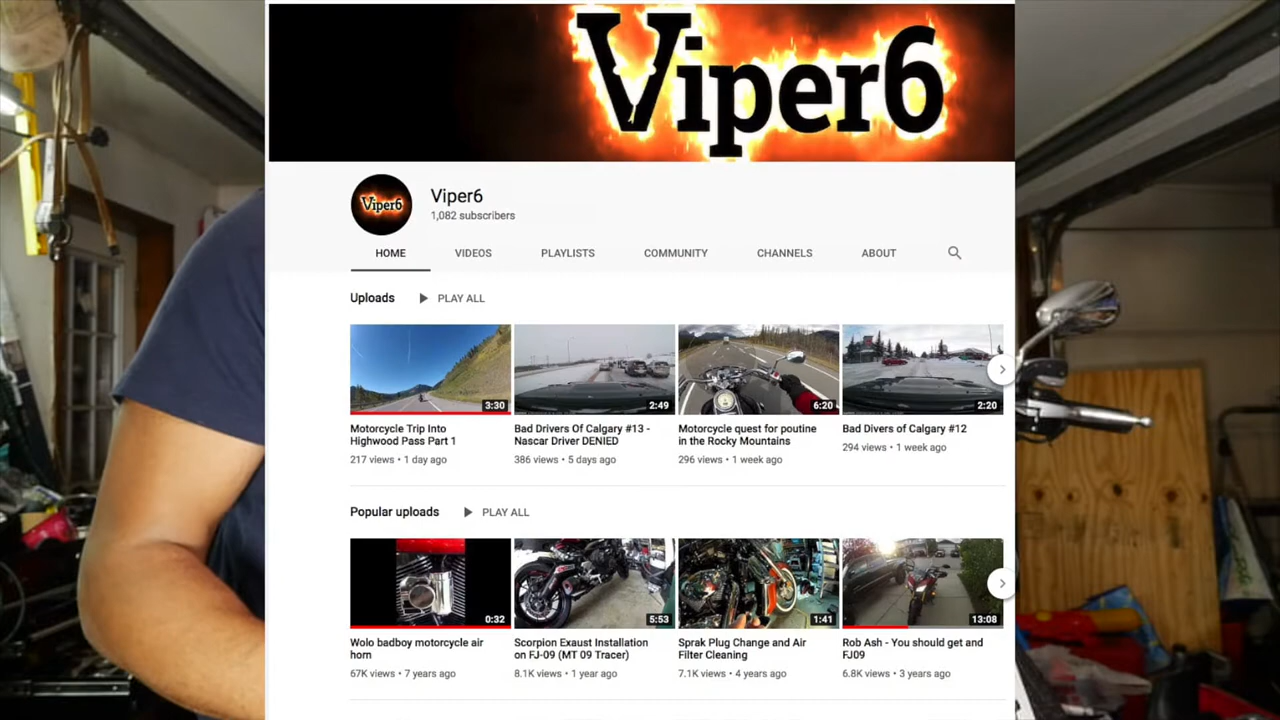 Viper6
Viper6
Viper6
1,082 subscribers
HOME
VIDEOS
PLAYLISTS
COMMUNITY
CHANNELS
ABOUT
Uploads
PLAY ALL
3:30
2:49
6:20
2:20
Motorcycle Trip Into
Highwood Pass Part 1
217 views • 1 day ago
Bad Drivers Of Calgary #13 -
Nascar Driver DENIED
386 views • 5 days ago
Motorcycle quest for poutine
in the Rocky Mountains
296 views • 1 week ago
Bad Divers of Calgary #12
294 views • 1 week ago
Popular uploads
PLAY ALL
0:32
5:53
1:41
13:08
Wolo badboy motorcycle air
horn
67K views • 7 years ago
Scorpion Exaust Installation
on FJ-09 (MT 09 Tracer)
8.1K views • 1 year ago
Sprak Plug Change and Air
Filter Cleaning
7.1K views • 4 years ago
Rob Ash - You should get and
FJ09
6.8K views • 3 years ago